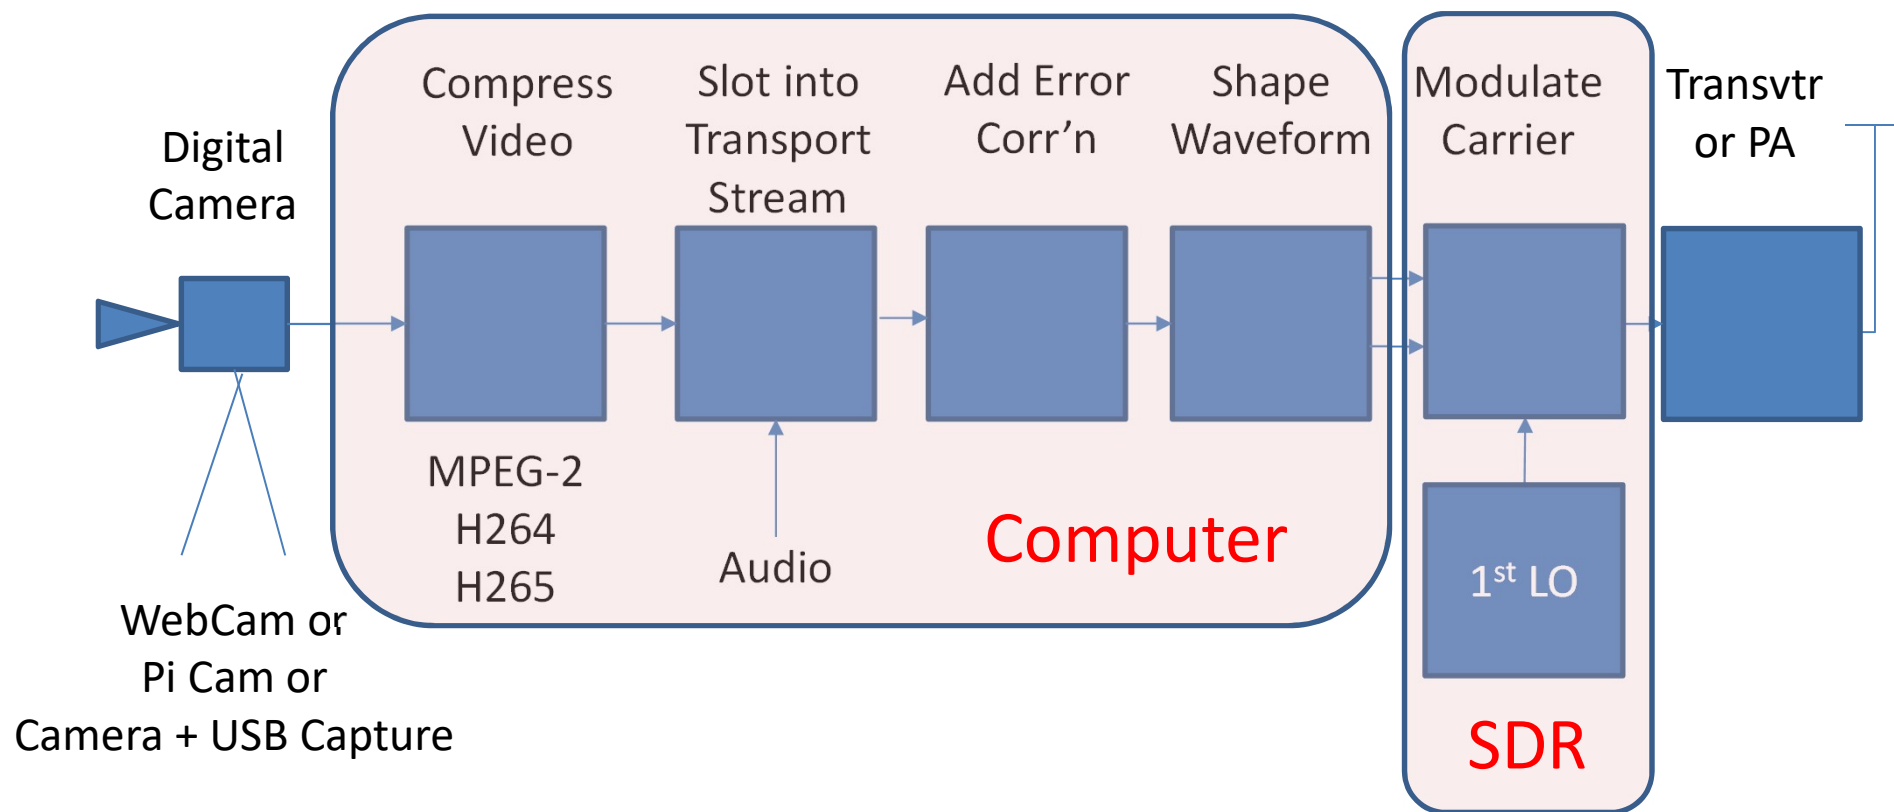 Digital
Camera
Compress
Video
Slot into
Transport
Stream
Add Error
Corr’n
Shape
Waveform
Modulate
Carrier
Transvtr
or PA
MPEG-2
H264
H265
Audio
Computer
1st LO
SDR
WebCam or
Pi Cam or
Camera + USB Capture